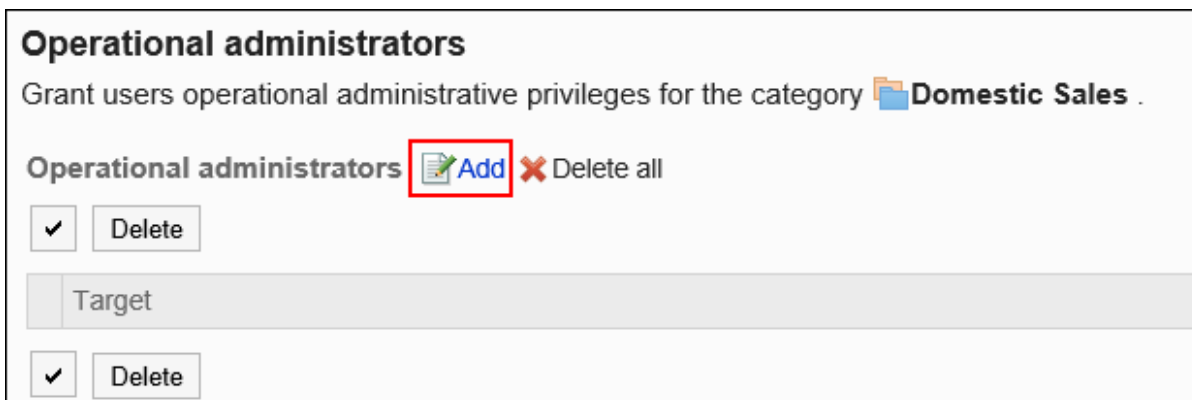 Operational administrators
Grant users operational administrative privileges for the category Domestic Sales .
Operational administrators Add Delete all
Delete
Target
Delete